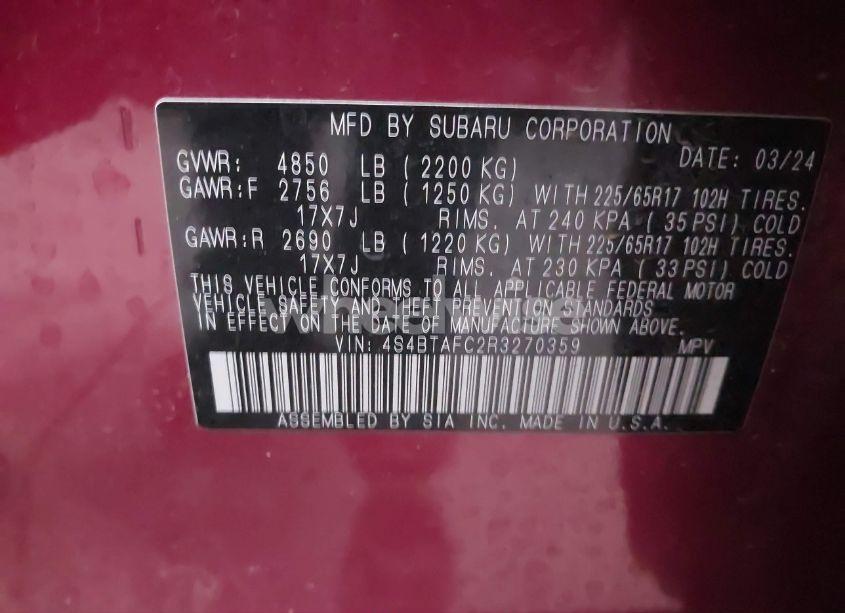 MFD BY SUBARU CORPORATION
DATE: 03/24
GVWR: 4850 LB (2200 KG)
GAWR:F 2756 LB (1250 KG) WITH 225/65R17 102H TIRES.
17X7J RIMS. AT 240 KPA (35 PSI) COLD
GAWR:R 2690 LB (1220 KG) WITH 225/65R17 102H TIRES.
17X7J RIMS. AT 230 KPA (33 PSI) COLD
THIS VEHICLE CONFORMS TO ALL APPLICABLE FEDERAL MOTOR
VEHICLE SAFETY AND THEFT PREVENTION STANDARDS
IN EFFECT ON THE DATE OF MANUFACTURE SHOWN ABOVE.
VIN: 4S4BTAFC2R3270359 MPV
ASSEMBLED BY SIA INC. MADE IN U.S.A.